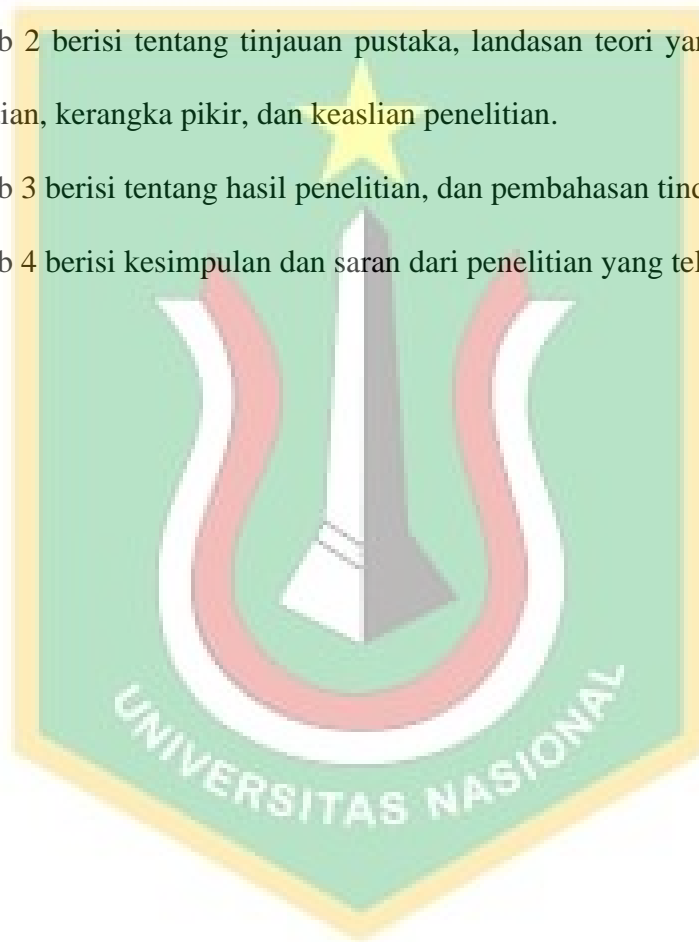 b 2 berisi tentang tinjauan pustaka, landasan teori yan
ian, kerangka pikir, dan keaslian penelitian.
b 3 berisi tentang hasil penelitian, dan pembahasan tind
b 4 berisi kesimpulan dan saran dari penelitian yang tel
UNIVERSITAS NASIONAL